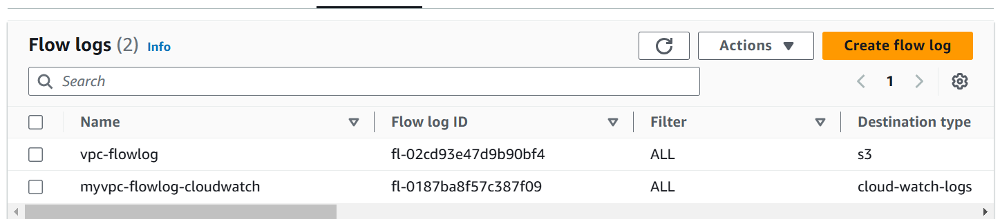 Flow logs (2) Info
Actions
Create flow log
Search
1
Name Flow log ID Filter Destination type
vpc-flowlog fl-02cd93e47d9b90bf4 ALL s3
myvpc-flowlog-cloudwatch fl-0187ba8f57c387f09 ALL cloud-watch-logs